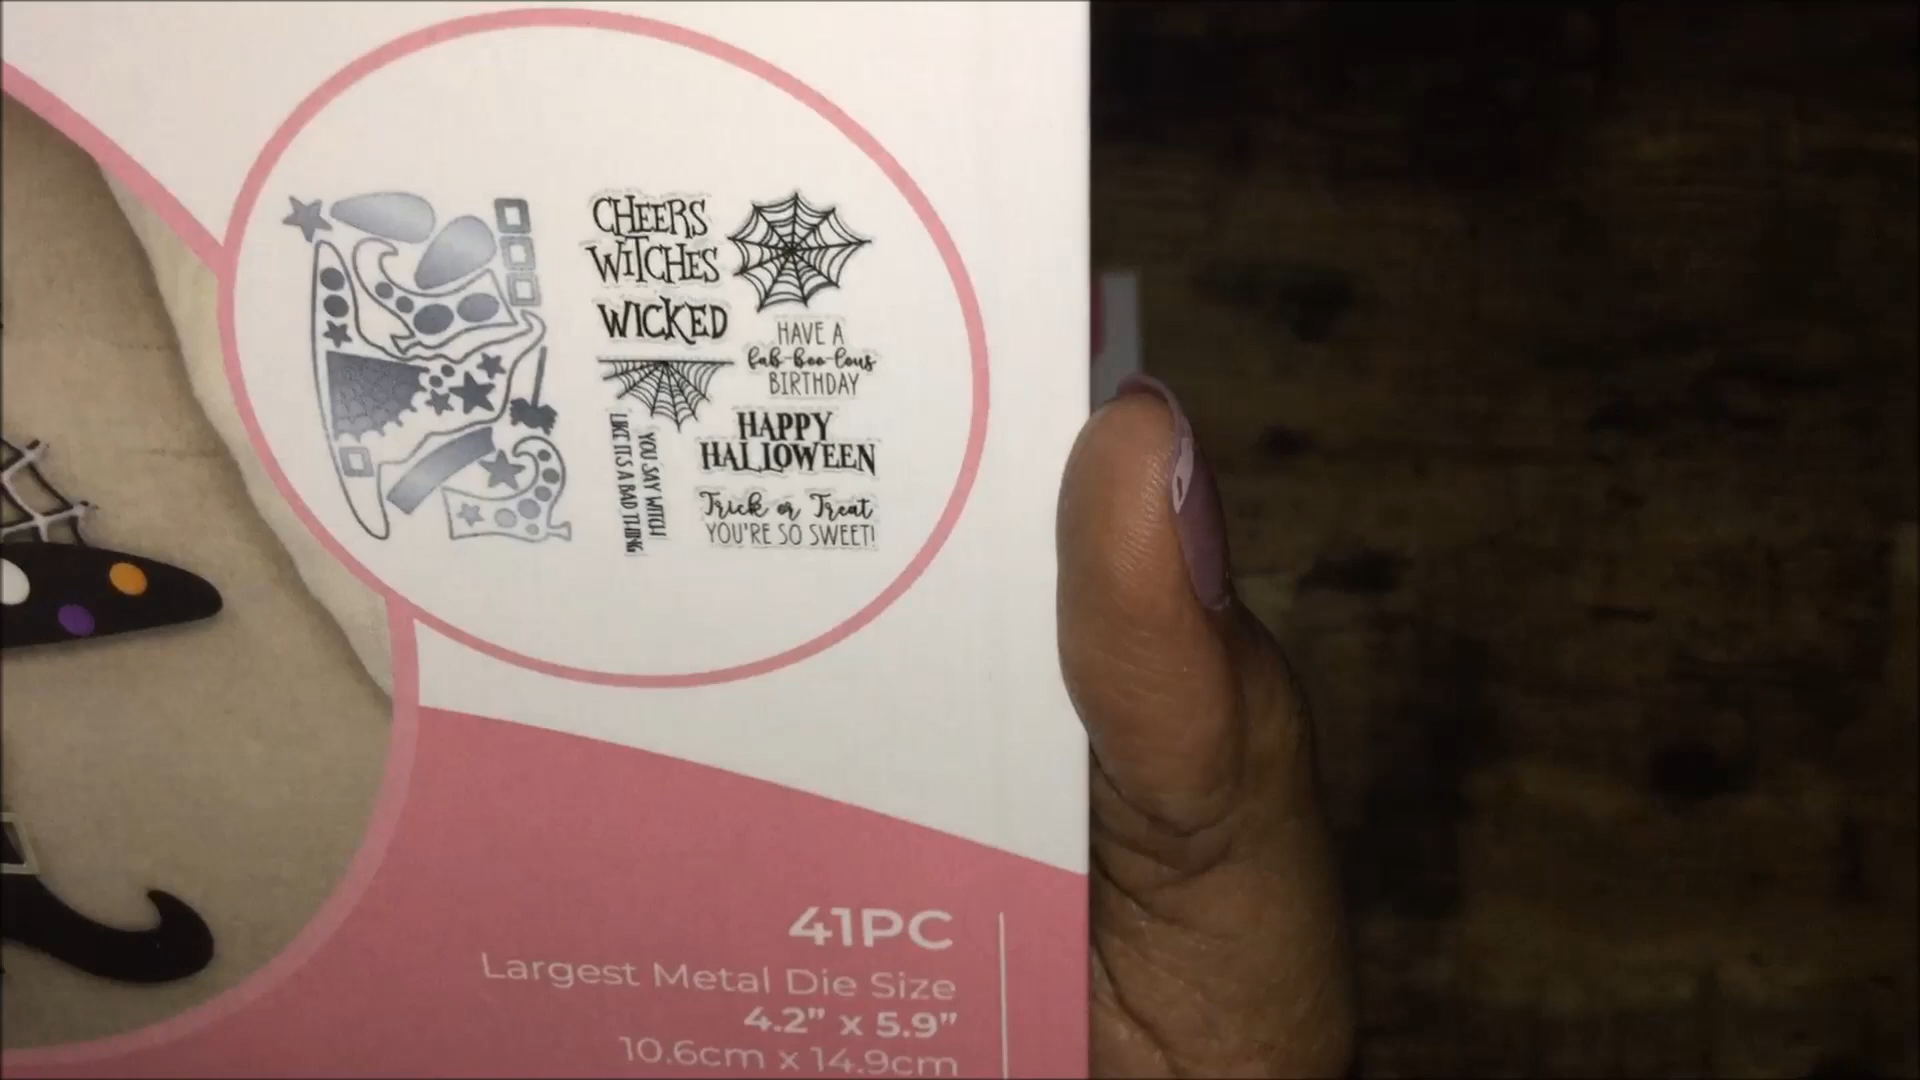 CHEERS
WITCHES
WICKED
HAVE A
fab-boo-lous
BIRTHDAY
YOU SAY WITCH
LIKE IT'S A BAD THING
HAPPY
HALLOWEEN
Trick or Treat
YOU'RE SO SWEET!
41PC
Largest Metal Die Size
4.2" x 5.9"
10.6cm x 14.9cm